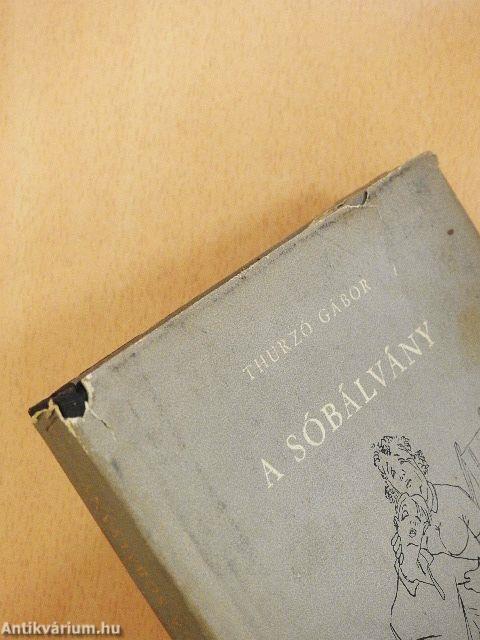 THURZÓ GÁBOR
A SÓBÁLVÁNY
Antikvárium.hu